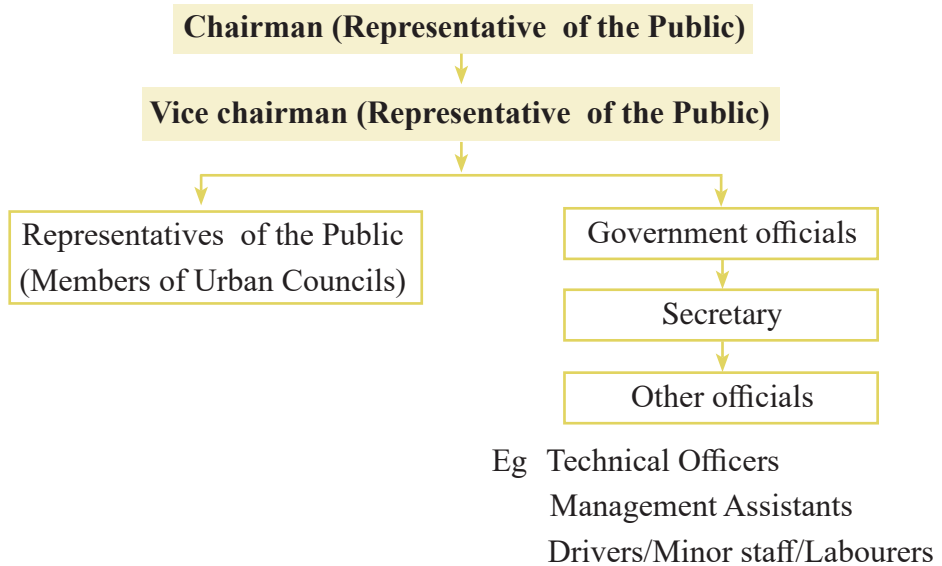 Chairman (Representative of the Public)
Vice chairman (Representative of the Public)
Representatives of the Public
(Members of Urban Councils)
Government officials
Secretary
Other officials
Eg Technical Officers
Management Assistants
Drivers/Minor staff/Labourers